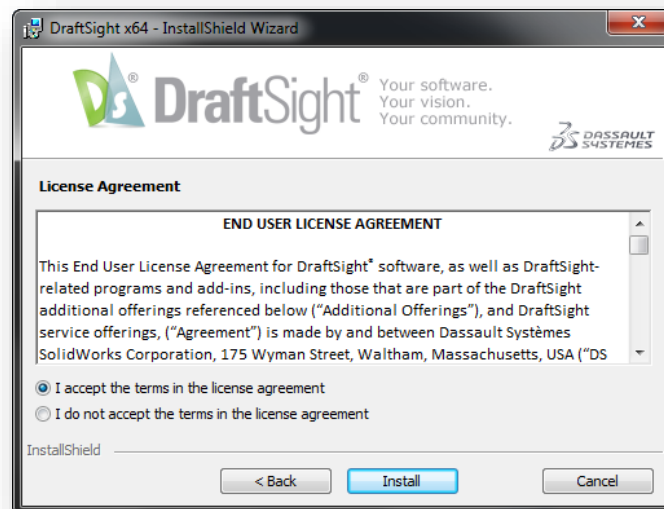 DraftSight x64 - InstallShield Wizard
DS® DraftSight®
Your software.
Your vision.
Your community.
DASSAULT
SYSTEMES
License Agreement
END USER LICENSE AGREEMENT
This End User License Agreement for DraftSight® software, as well as DraftSight-
related programs and add-ins, including those that are part of the DraftSight
additional offerings referenced below (“Additional Offerings”), and DraftSight
service offerings, (“Agreement”) is made by and between Dassault Systèmes
SolidWorks Corporation, 175 Wyman Street, Waltham, Massachusetts, USA (“DS
I accept the terms in the license agreement
I do not accept the terms in the license agreement
InstallShield
< Back
Install
Cancel